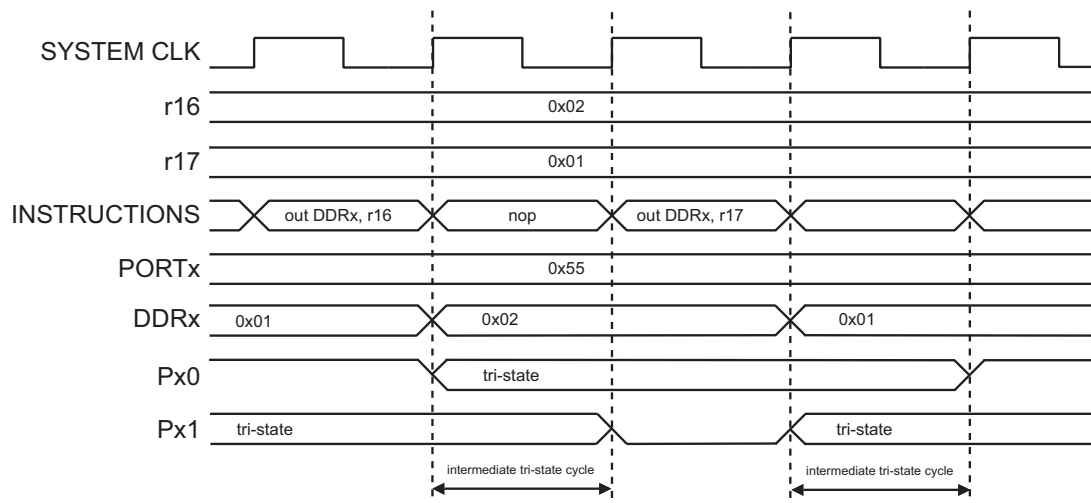 SYSTEM CLK
r16
0x02
r17
0x01
INSTRUCTIONS
out DDRx, r16
nop
out DDRx, r17
PORTx
0x55
DDRx
0x01
0x02
0x01
Px0
tri-state
Px1
tri-state
tri-state
intermediate tri-state cycle
intermediate tri-state cycle